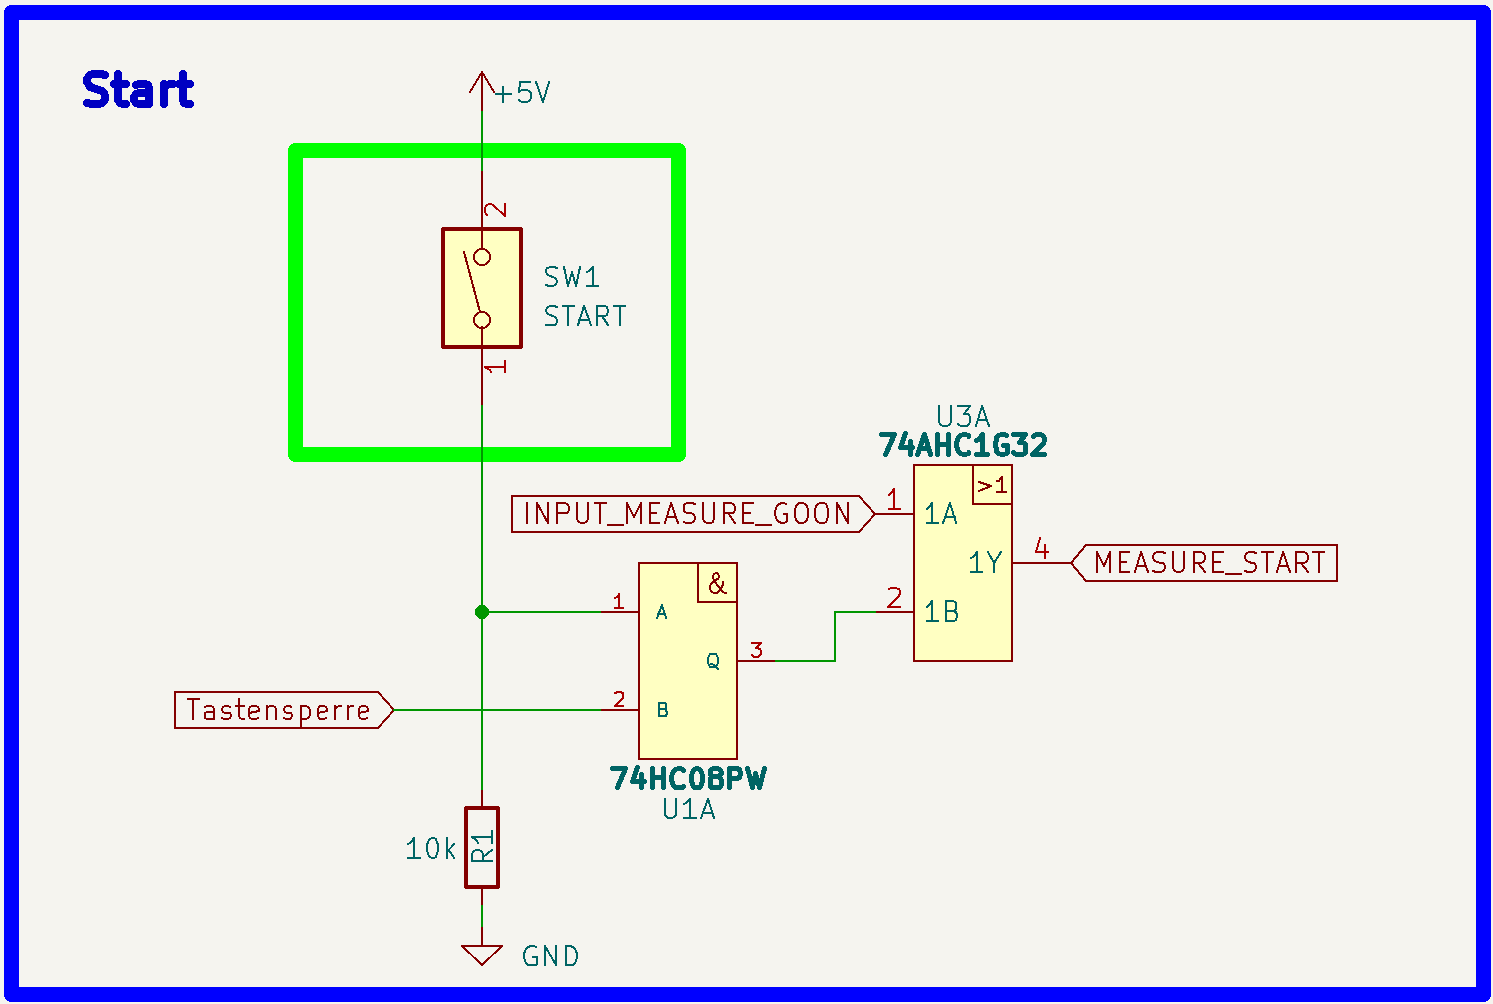 Start
+5V
2
SW1
START
1
U3A
74AHC1G32
>1
INPUT_MEASURE_GOON
1
1A
1Y
4
MEASURE_START
2
1B
&
1
A
Q
3
Tastensperre
2
B
74HC08PW
U1A
10k
R1
GND